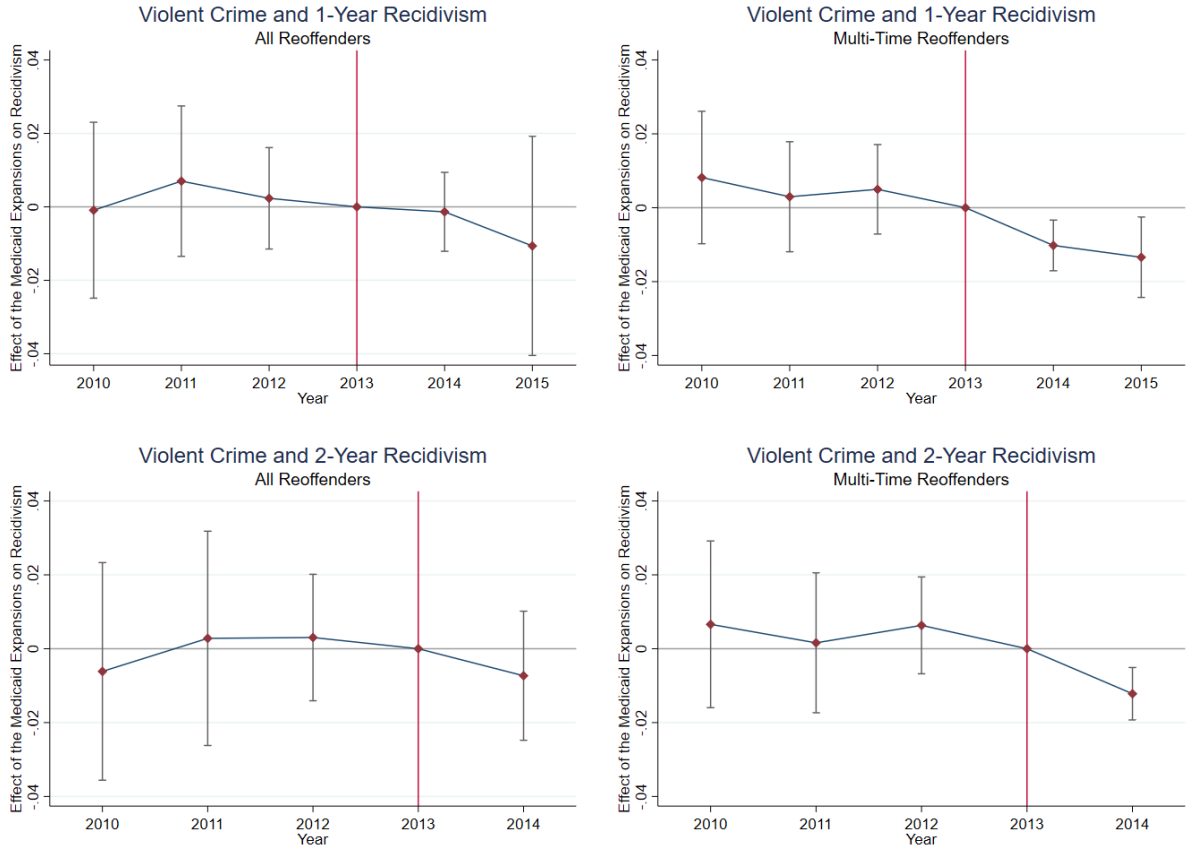 Violent Crime and 1-Year Recidivism
All Reoffenders
Effect of the Medicaid Expansions on Recidivism
.04
.02
0
-.02
-.04
2010 2011 2012 2013 2014 2015
Year
Violent Crime and 1-Year Recidivism
Multi-Time Reoffenders
Effect of the Medicaid Expansions on Recidivism
.04
.02
0
-.02
-.04
2010 2011 2012 2013 2014 2015
Year
Violent Crime and 2-Year Recidivism
All Reoffenders
Effect of the Medicaid Expansions on Recidivism
.04
.02
0
-.02
-.04
2010 2011 2012 2013 2014
Year
Violent Crime and 2-Year Recidivism
Multi-Time Reoffenders
Effect of the Medicaid Expansions on Recidivism
.04
.02
0
-.02
-.04
2010 2011 2012 2013 2014
Year